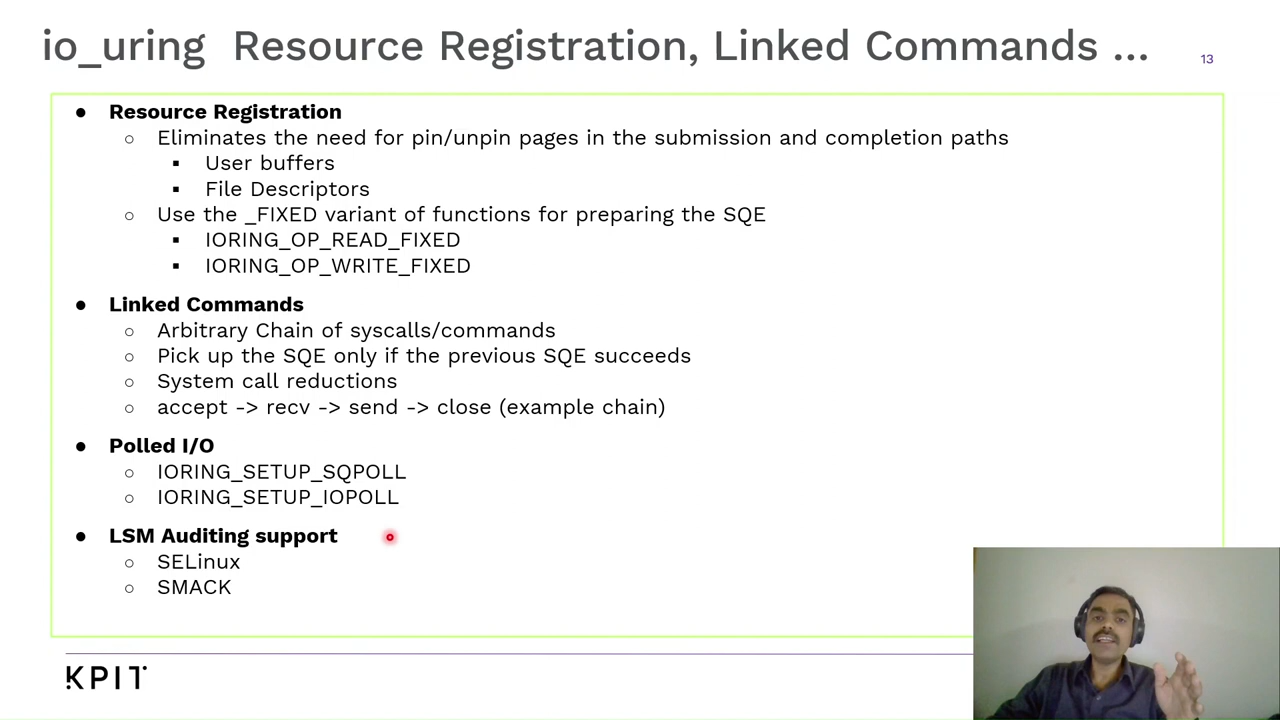 io_uring Resource Registration, Linked Commands ...
13
● Resource Registration
○ Eliminates the need for pin/unpin pages in the submission and completion paths
▪ User buffers
▪ File Descriptors
○ Use the _FIXED variant of functions for preparing the SQE
▪ IORING_OP_READ_FIXED
▪ IORING_OP_WRITE_FIXED
● Linked Commands
○ Arbitrary Chain of syscalls/commands
○ Pick up the SQE only if the previous SQE succeeds
○ System call reductions
○ accept -> recv -> send -> close (example chain)
● Polled I/O
○ IORING_SETUP_SQPOLL
○ IORING_SETUP_IOPOLL
● LSM Auditing support
○ SELinux
○ SMACK
KPIT